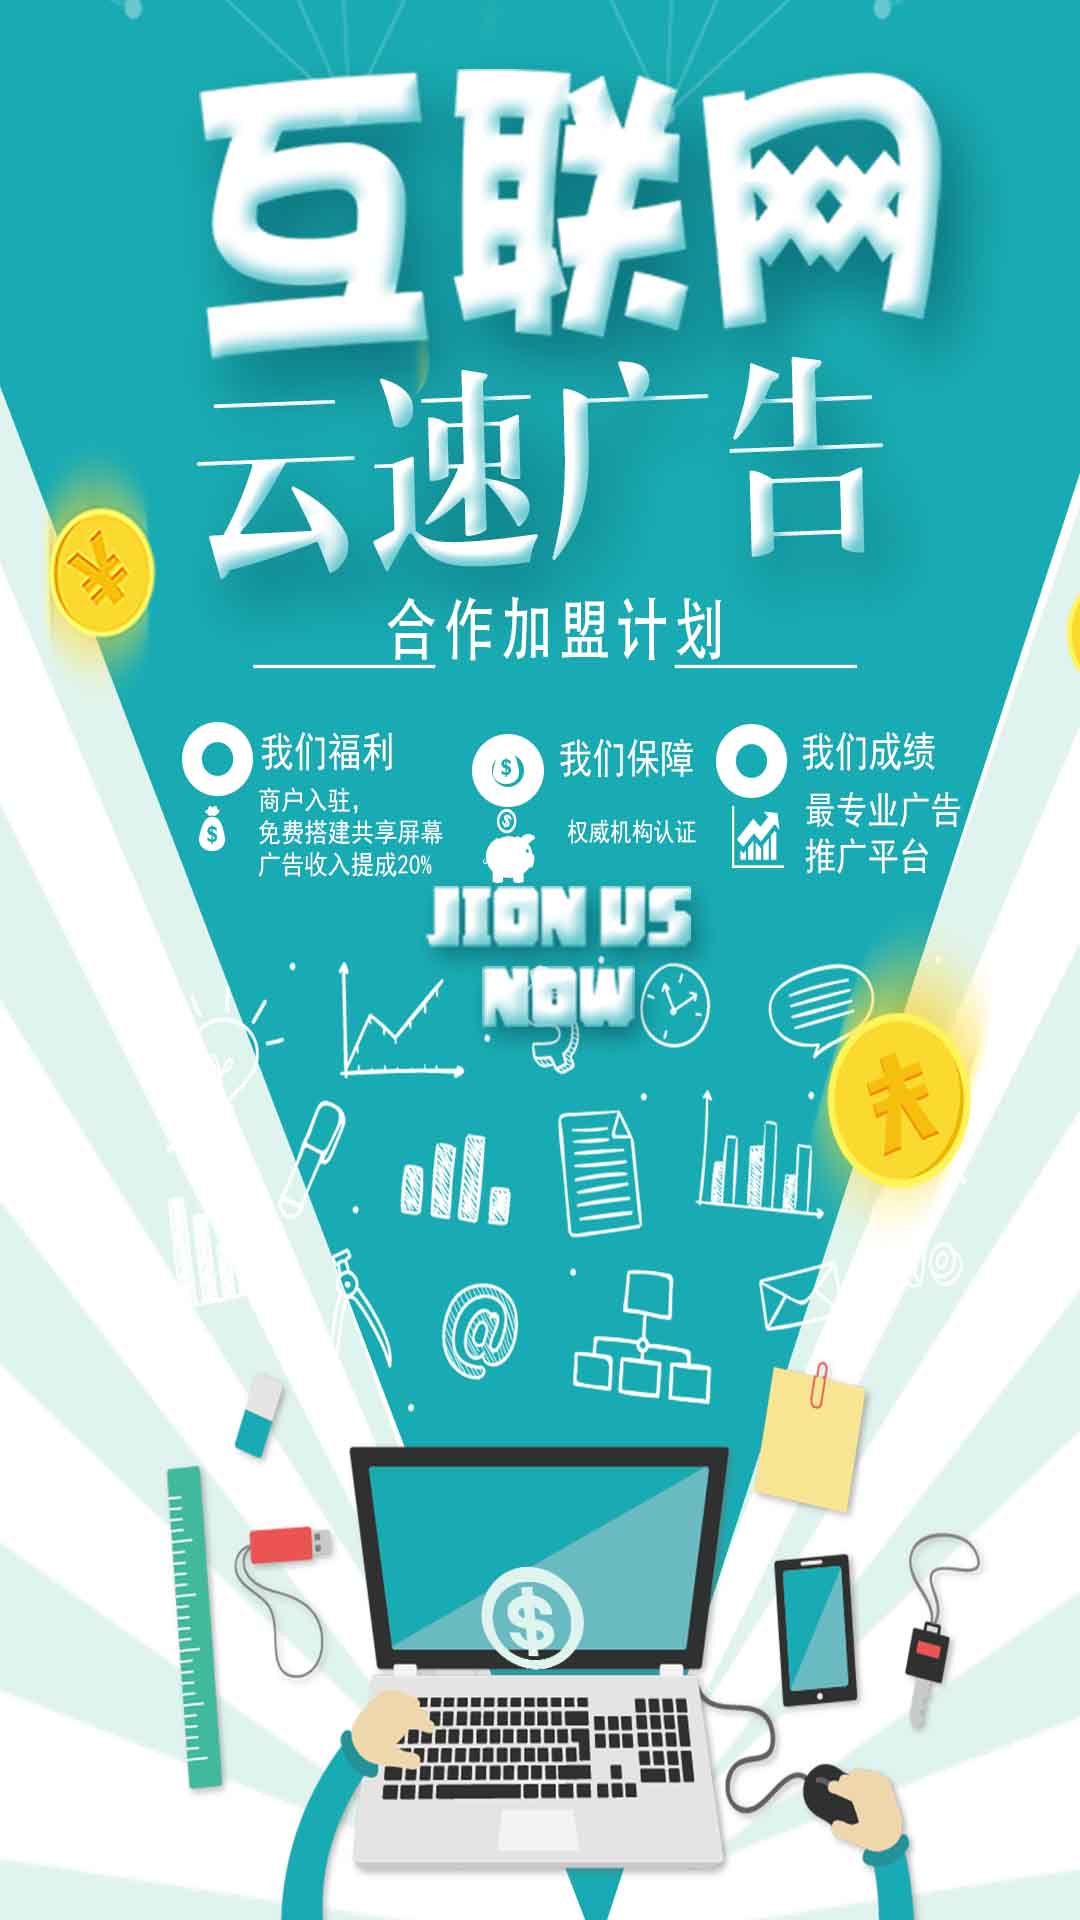 互联网
云速广告
合作加盟计划
我们福利
商户入驻，
免费搭建共享屏幕
广告收入提成20%
我们保障
权威机构认证
我们成绩
最专业广告
推广平台
JION US
NOW